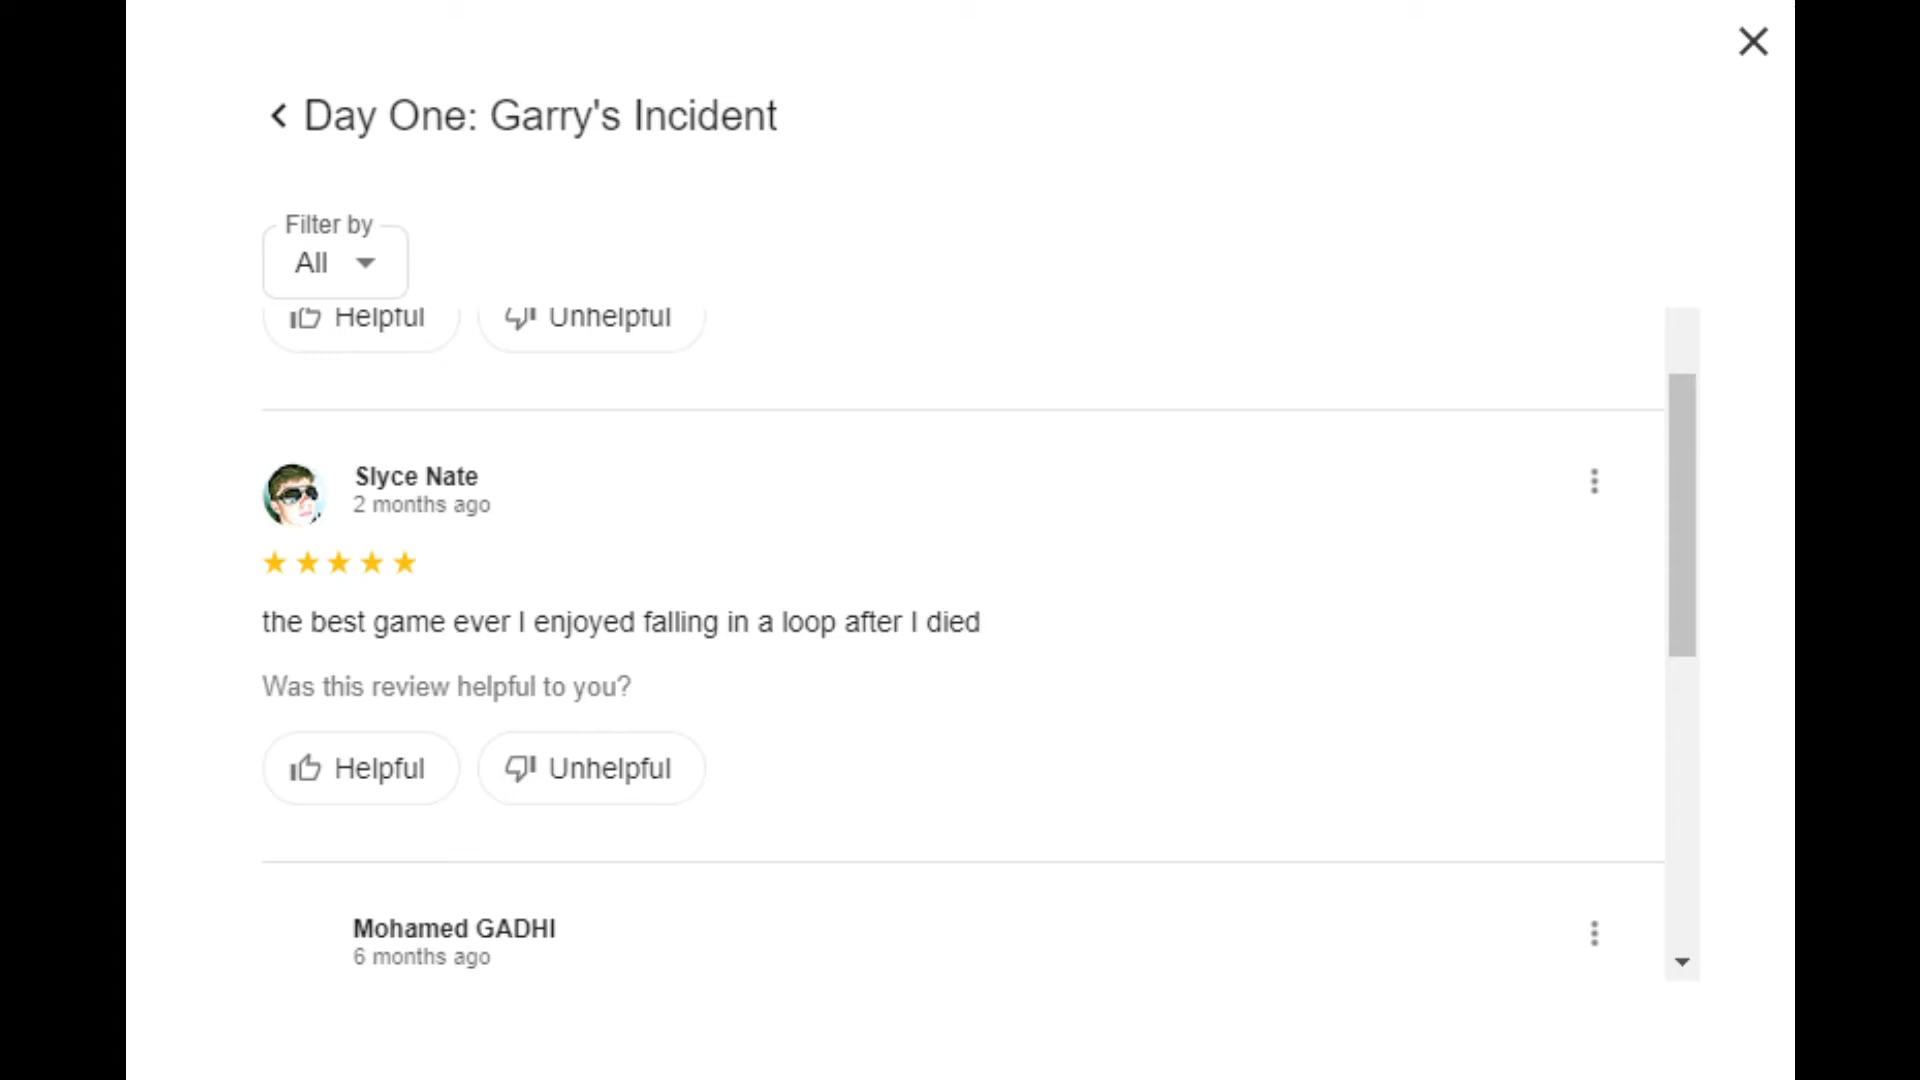 Day One: Garry's Incident
Filter by
All
Helpful Unhelpful
Slyce Nate
2 months ago
the best game ever I enjoyed falling in a loop after I died
Was this review helpful to you?
Helpful Unhelpful
Mohamed GADHI
6 months ago